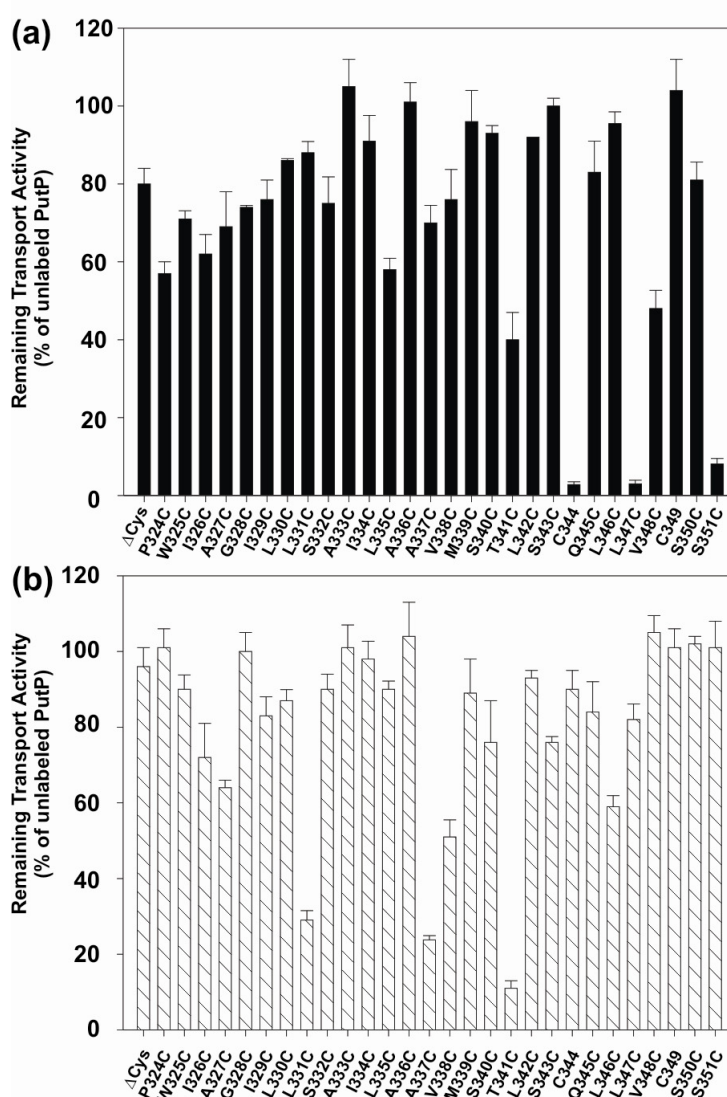 (a)
120
100
80
60
40
20
0
Remaining Transport Activity
(% of unlabeld PutP)
ΔCys
P324C
W325C
I326C
A327C
G328C
I329C
L330C
L331C
S332C
A333C
I334C
L335C
A336C
A337C
V338C
M339C
S340C
T341C
L342C
S343C
C344
Q345C
L346C
L347C
V348C
C349
S350C
S351C
(b)
120
100
80
60
40
20
0
Remaining Transport Activity
(% of unlabeled PutP)
ΔCys
P324C
W325C
I326C
A327C
G328C
I329C
L330C
L331C
S332C
A333C
I334C
L335C
A336C
A337C
V338C
M339C
S340C
T341C
L342C
S343C
C344
Q345C
L346C
L347C
V348C
C349
S350C
S351C